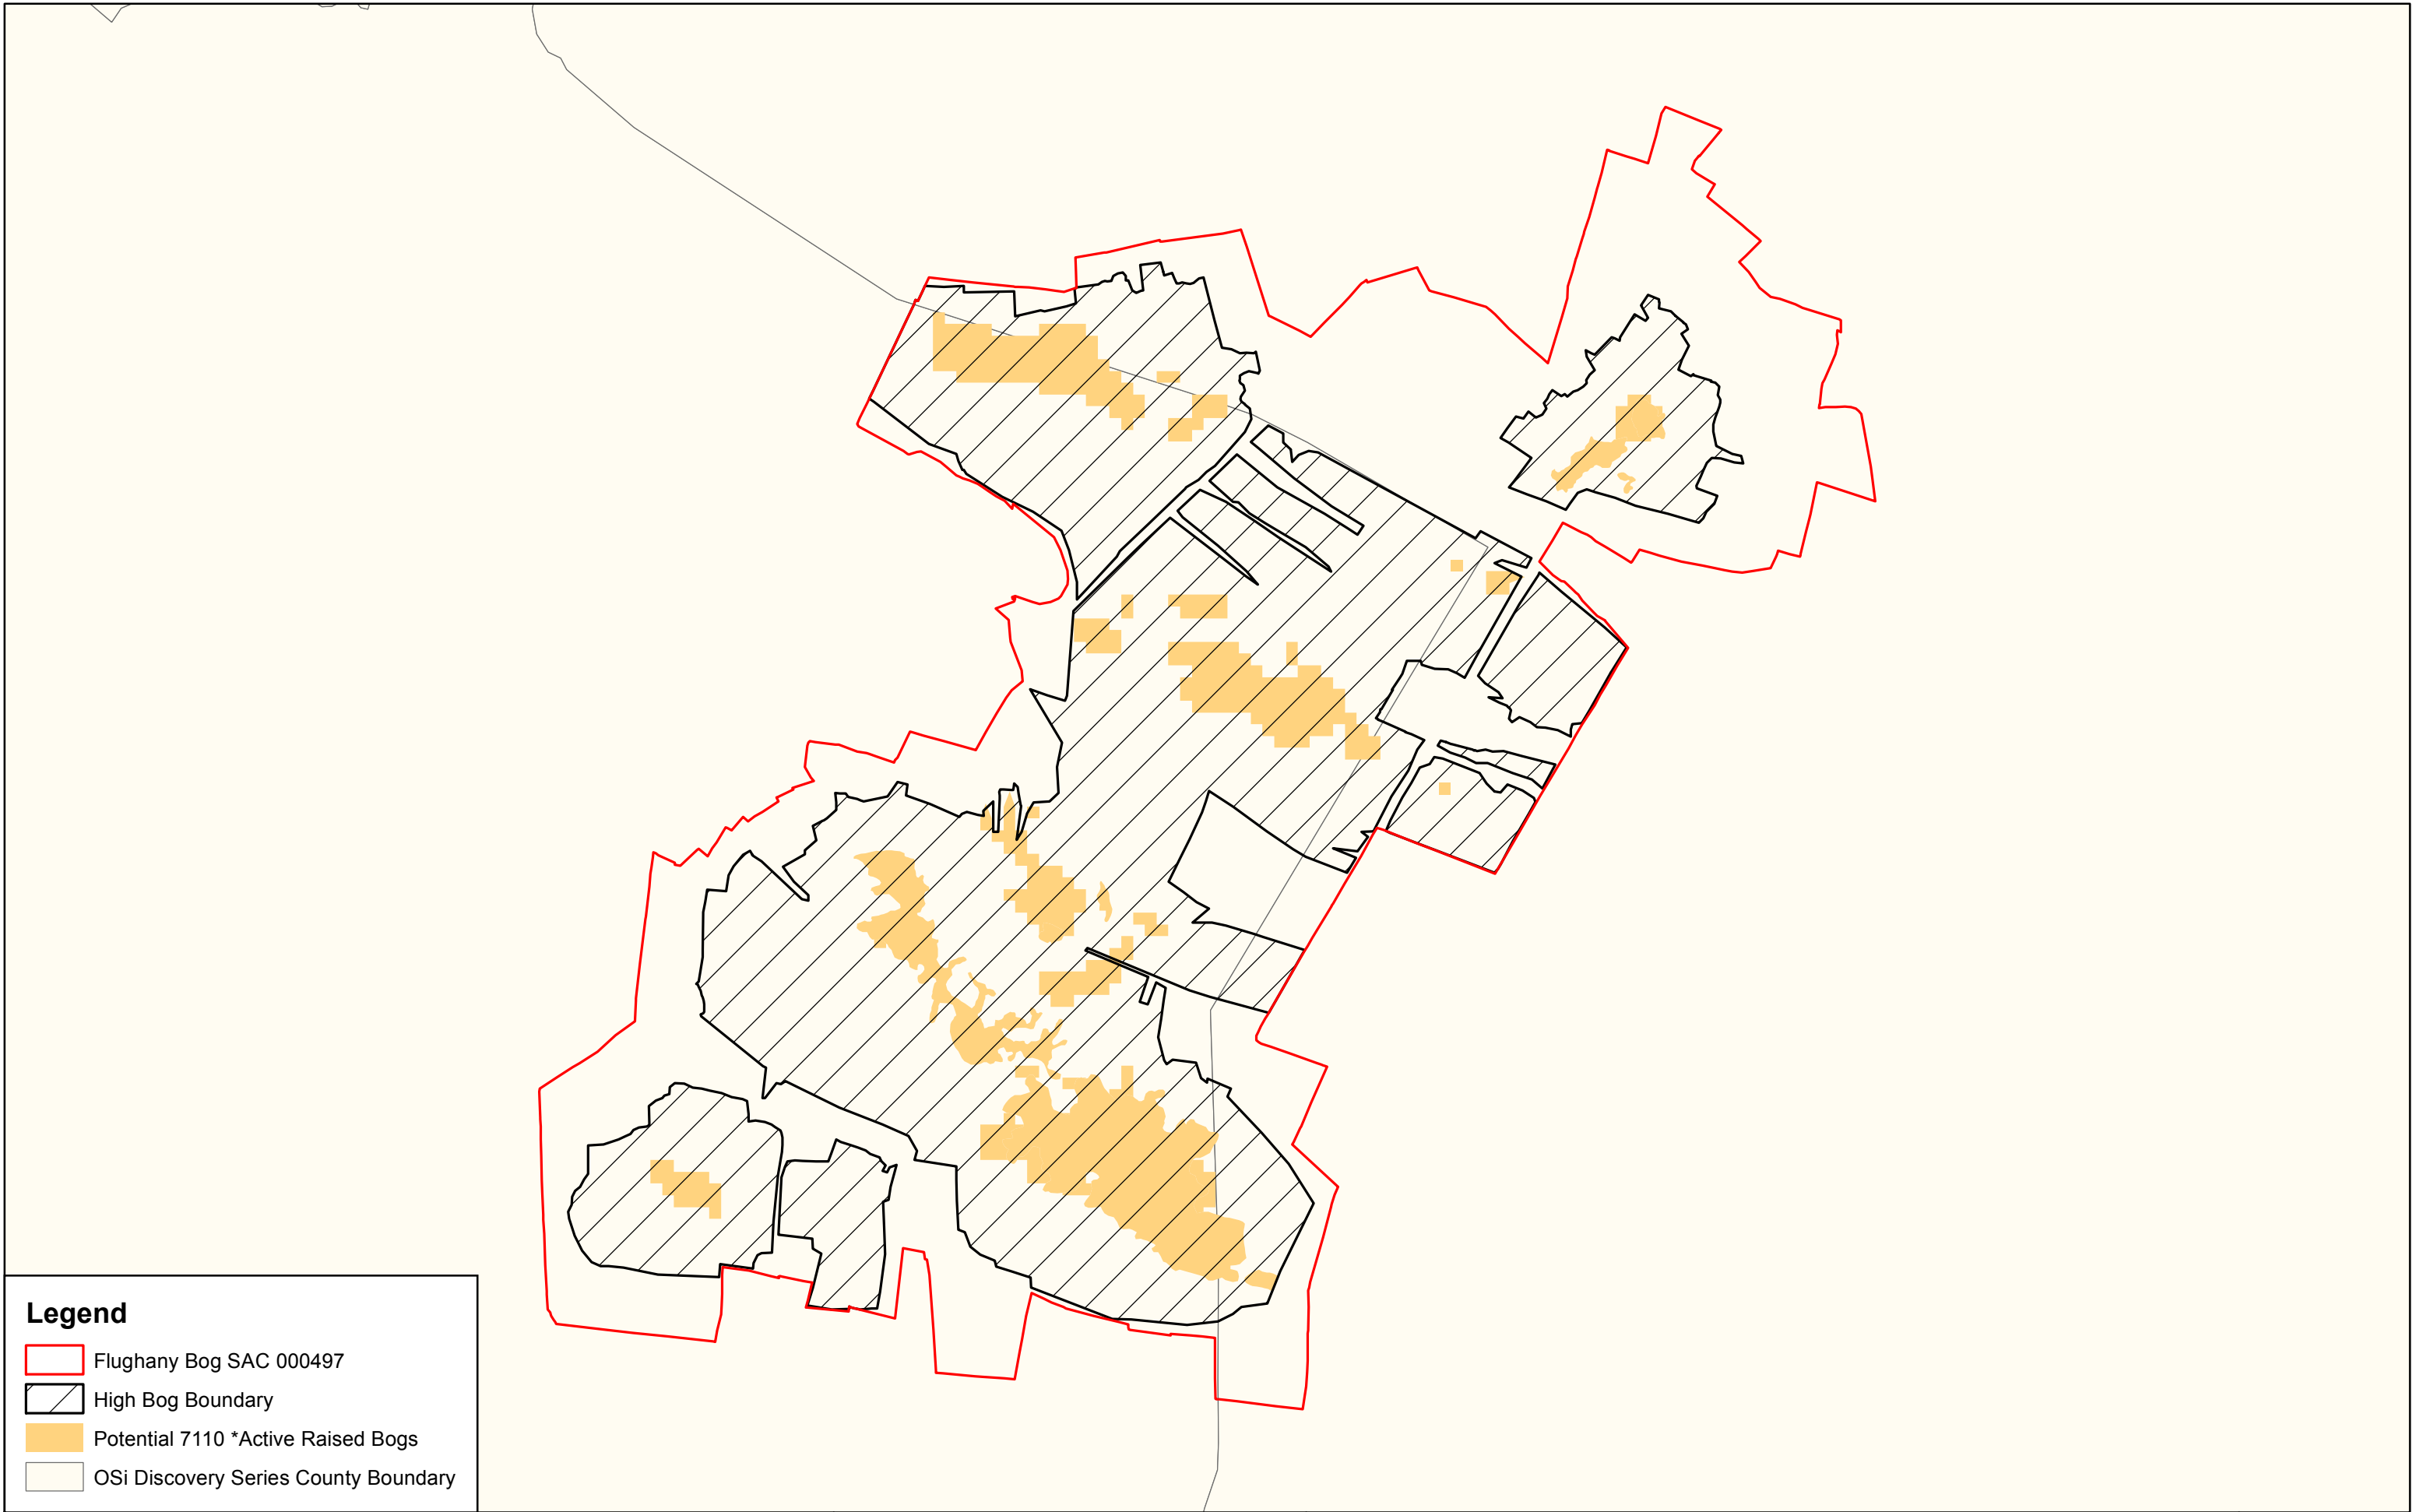 Legend
Flughany Bog SAC 000497
High Bog Boundary
Potential 7110 *Active Raised Bogs
OSi Discovery Series County Boundary